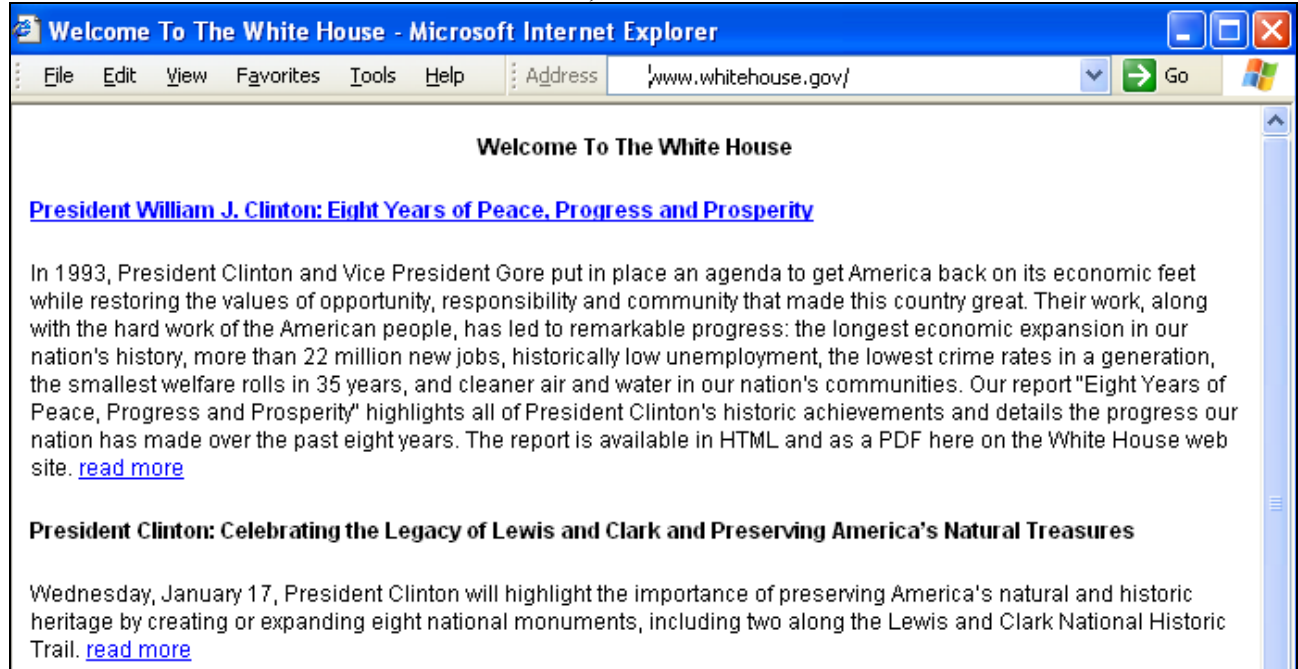 Welcome To The White House - Microsoft Internet Explorer
File Edit View Favorites Tools Help Address www.whitehouse.gov/ Go
Welcome To The White House
President William J. Clinton: Eight Years of Peace, Progress and Prosperity
In 1993, President Clinton and Vice President Gore put in place an agenda to get America back on its economic feet
while restoring the values of opportunity, responsibility and community that made this country great. Their work, along
with the hard work of the American people, has led to remarkable progress: the longest economic expansion in our
nation's history, more than 22 million new jobs, historically low unemployment, the lowest crime rates in a generation,
the smallest welfare rolls in 35 years, and cleaner air and water in our nation's communities. Our report "Eight Years of
Peace, Progress and Prosperity" highlights all of President Clinton's historic achievements and details the progress our
nation has made over the past eight years. The report is available in HTML and as a PDF here on the White House web
site. read more
President Clinton: Celebrating the Legacy of Lewis and Clark and Preserving America's Natural Treasures
Wednesday, January 17, President Clinton will highlight the importance of preserving America's natural and historic
heritage by creating or expanding eight national monuments, including two along the Lewis and Clark National Historic
Trail. read more